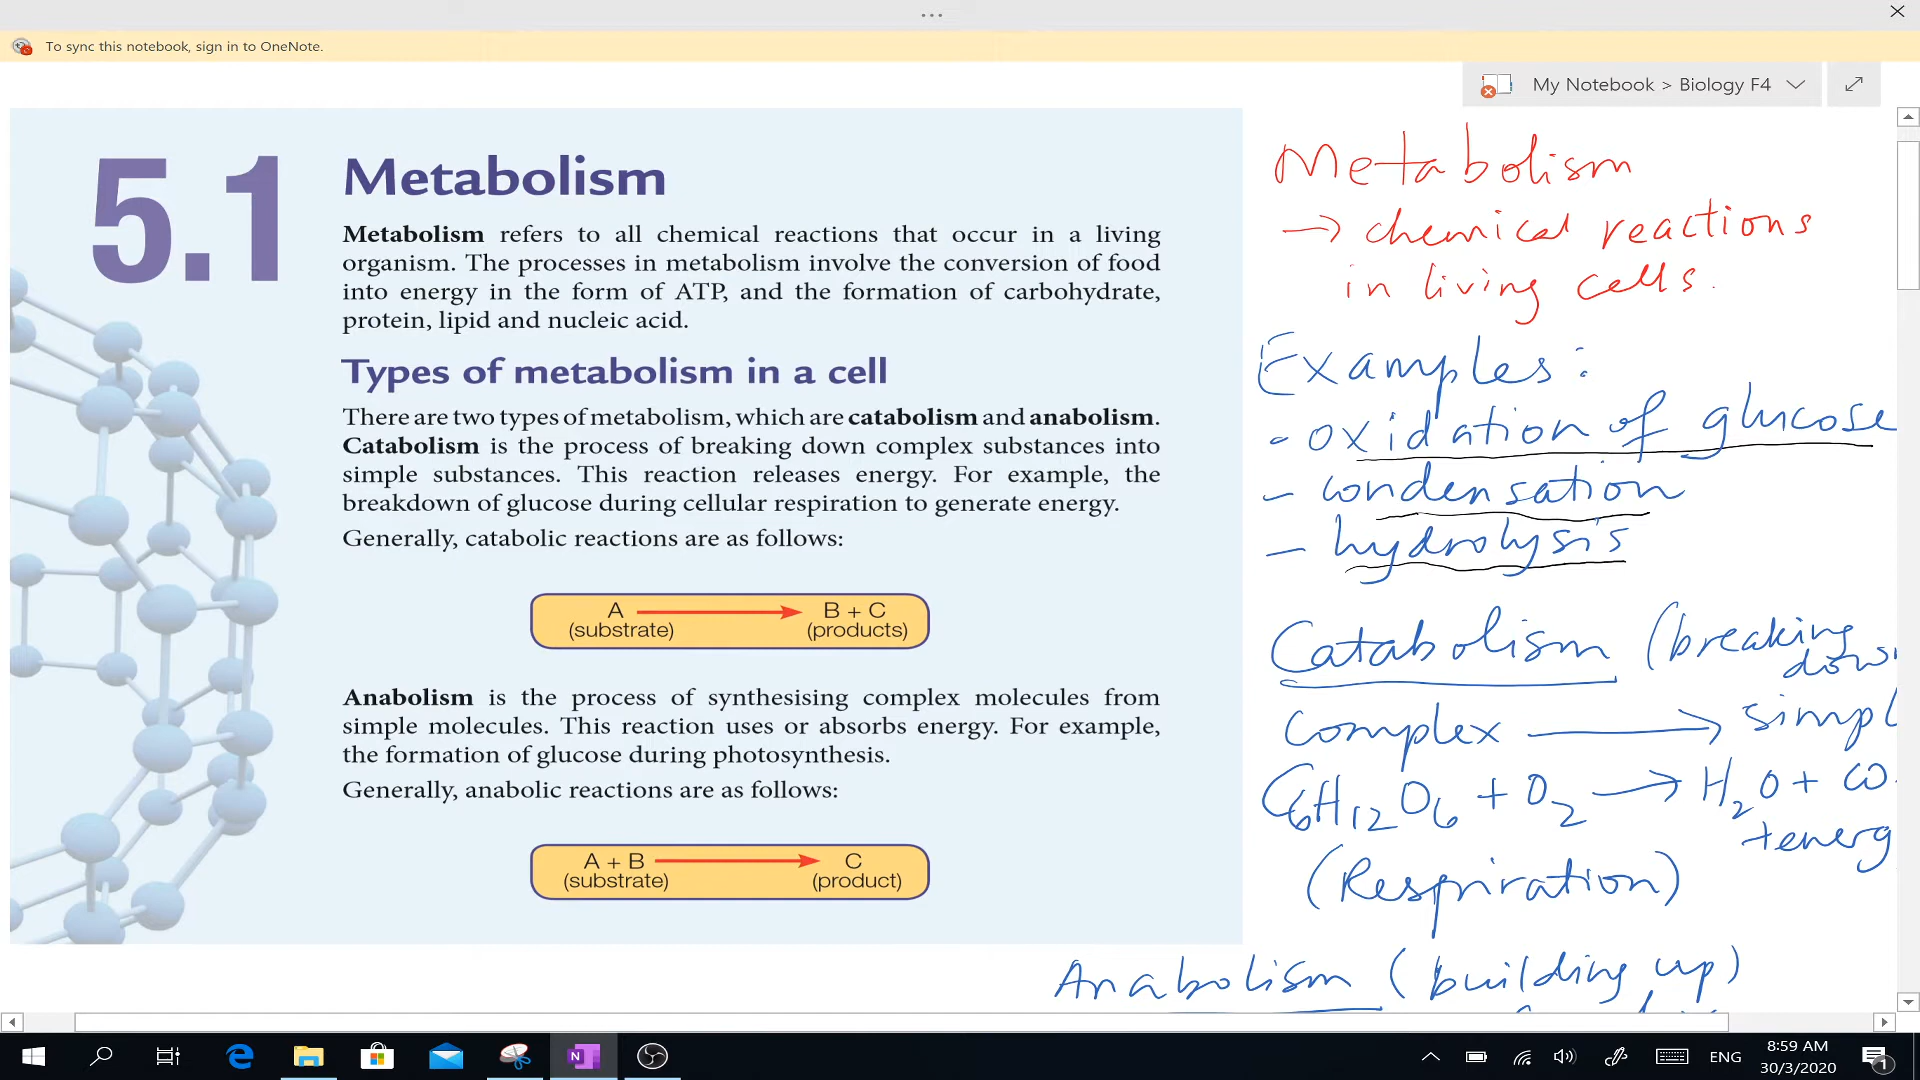 To sync this notebook, sign in to OneNote.
My Notebook > Biology F4
5.1
Metabolism
Metabolism refers to all chemical reactions that occur in a living
organism. The processes in metabolism involve the conversion of food
into energy in the form of ATP, and the formation of carbohydrate,
protein, lipid and nucleic acid.
Types of metabolism in a cell
There are two types of metabolism, which are catabolism and anabolism.
Catabolism is the process of breaking down complex substances into
simple substances. This reaction releases energy. For example, the
breakdown of glucose during cellular respiration to generate energy.
Generally, catabolic reactions are as follows:
A → B + C
(substrate) (products)
Anabolism is the process of synthesising complex molecules from
simple molecules. This reaction uses or absorbs energy. For example,
the formation of glucose during photosynthesis.
Generally, anabolic reactions are as follows:
A + B → C
(substrate) (product)
Metabolism
→ chemical reactions
in living cells.
Examples:
- oxidation of glucose
- condensation
- hydrolysis
Catabolism (breaking
down
Complex → simpl
C6H12O6 + O2 → H2O + CO
+energ
(Respiration)
Anabolism (building up)
ENG
8:59 AM
30/3/2020
1